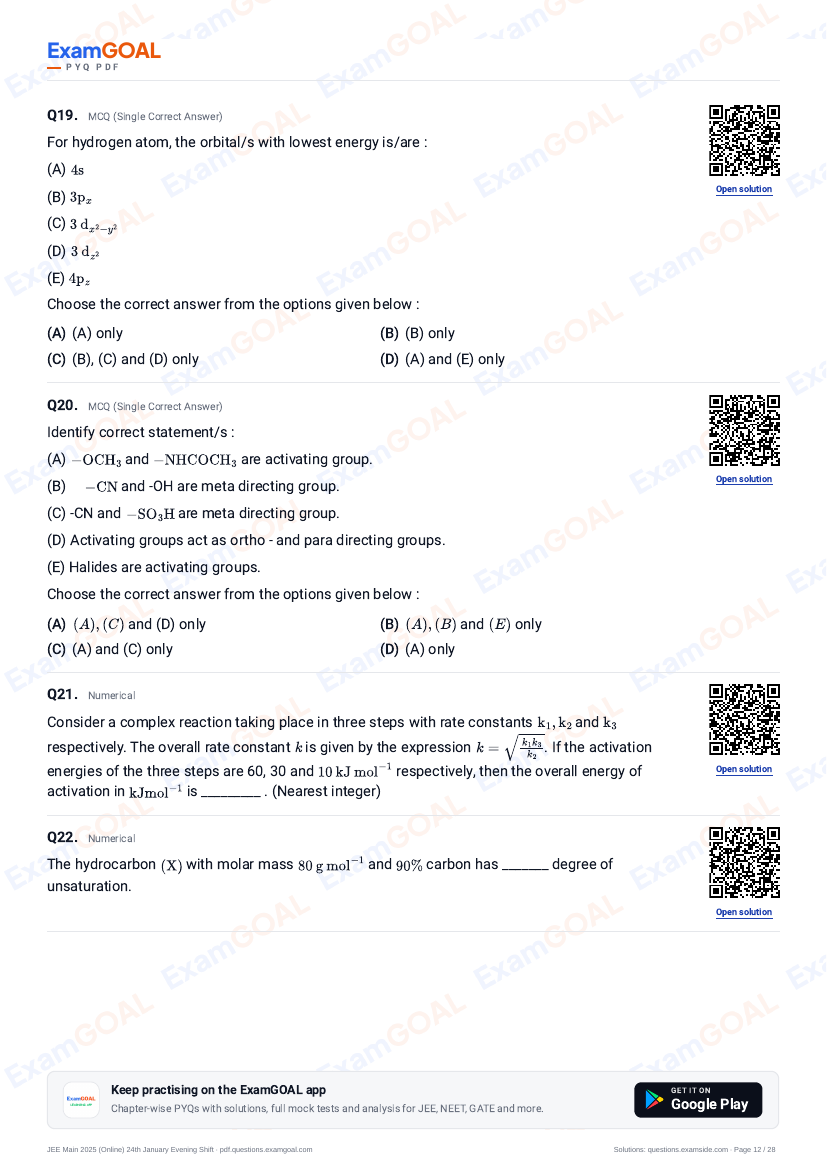 ExamGOAL
PYQ PDF
Q19. MCQ (Single Correct Answer)
For hydrogen atom, the orbital/s with lowest energy is/are :
(A) 4s
(B) 3pₓ
(C) 3 d_{x²−y²}
(D) 3 d_{z²}
(E) 4p_z
Choose the correct answer from the options given below :
(A) (A) only
(B) (B) only
(C) (B), (C) and (D) only
(D) (A) and (E) only
Open solution
Q20. MCQ (Single Correct Answer)
Identify correct statement/s :
(A) −OCH₃ and −NHCOCH₃ are activating group.
(B) −CN and -OH are meta directing group.
(C) -CN and −SO₃H are meta directing group.
(D) Activating groups act as ortho - and para directing groups.
(E) Halides are activating groups.
Choose the correct answer from the options given below :
(A) (A), (C) and (D) only
(B) (A), (B) and (E) only
(C) (A) and (C) only
(D) (A) only
Open solution
Q21. Numerical
Consider a complex reaction taking place in three steps with rate constants k₁, k₂ and k₃
respectively. The overall rate constant k is given by the expression k = √(k₁k₃/k₂). If the activation
energies of the three steps are 60, 30 and 10 kJ mol⁻¹ respectively, then the overall energy of
activation in kJmol⁻¹ is _________ . (Nearest integer)
Open solution
Q22. Numerical
The hydrocarbon (X) with molar mass 80 g mol⁻¹ and 90% carbon has _______ degree of
unsaturation.
Open solution
Keep practising on the ExamGOAL app
Chapter-wise PYQs with solutions, full mock tests and analysis for JEE, NEET, GATE and more.
GET IT ON
Google Play
JEE Main 2025 (Online) 24th January Evening Shift · pdf.questions.examgoal.com
Solutions: questions.examside.com · Page 12 / 28